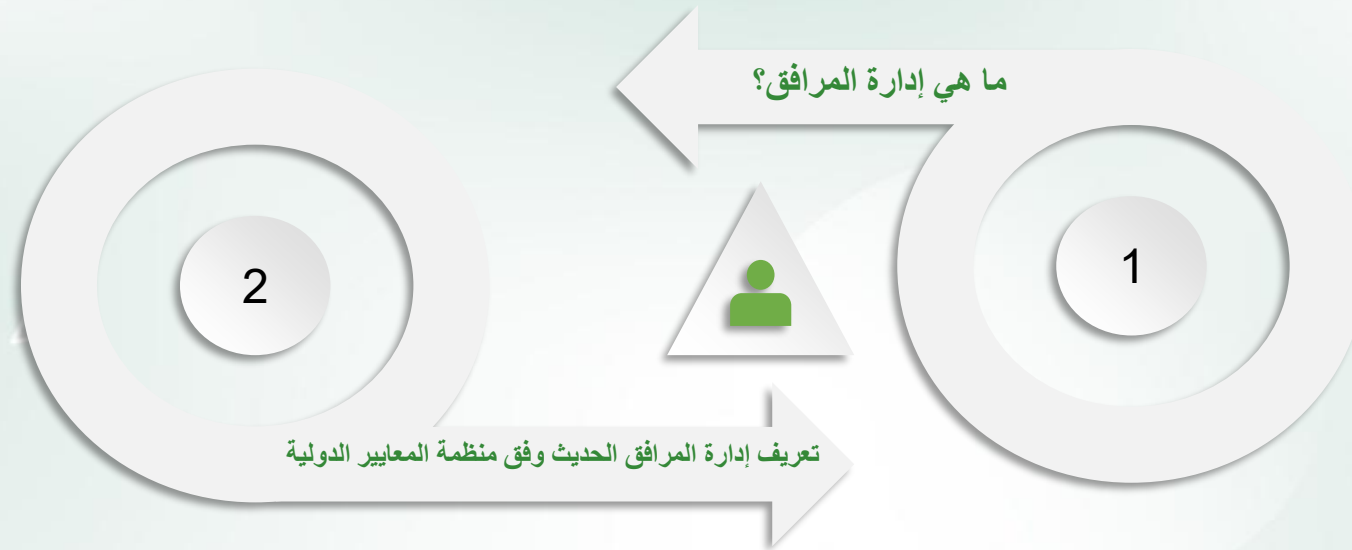 ما هي إدارة المرافق؟
1
2
تعريف إدارة المرافق الحديث وفق منظمة المعايير الدولية